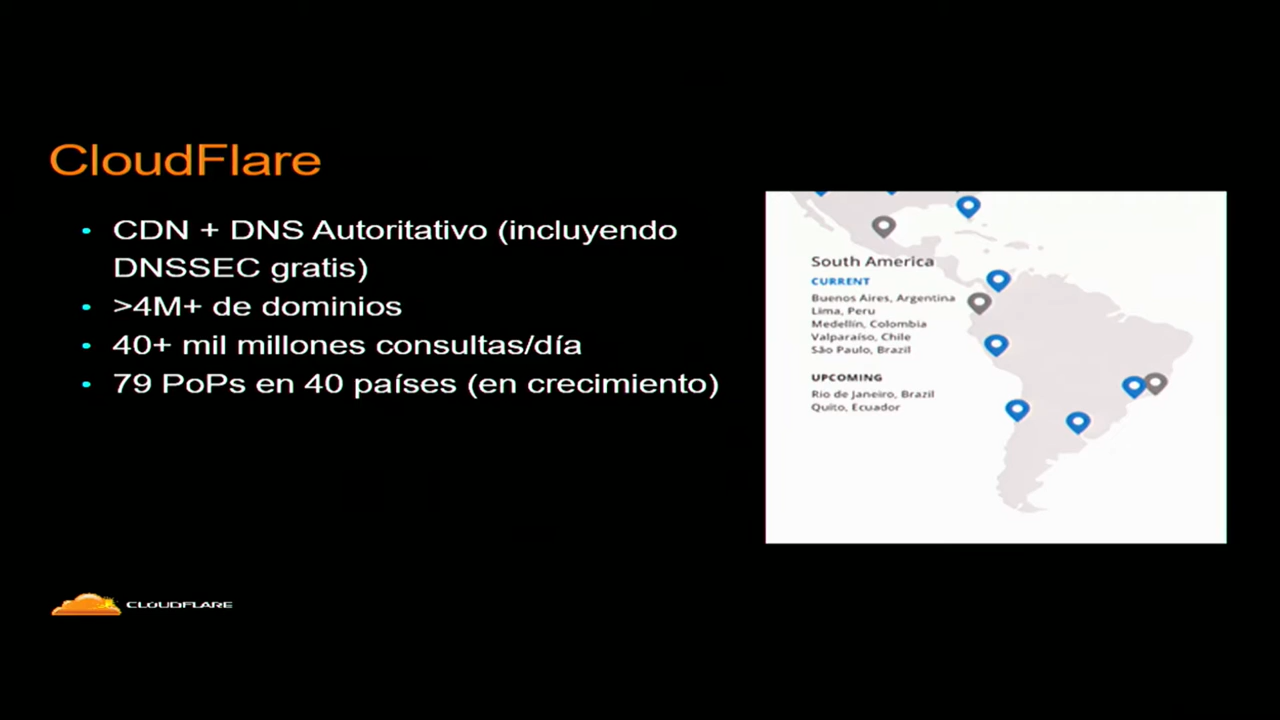 CloudFlare
• CDN + DNS Autoritativo (incluyendo
DNSSEC gratis)
• >4M+ de dominios
• 40+ mil millones consultas/día
• 79 PoPs en 40 países (en crecimiento)
South America
CURRENT
Buenos Aires, Argentina
Lima, Peru
Medellín, Colombia
Valparaíso, Chile
São Paulo, Brazil
UPCOMING
Rio de Janeiro, Brazil
Quito, Ecuador
CLOUDFLARE